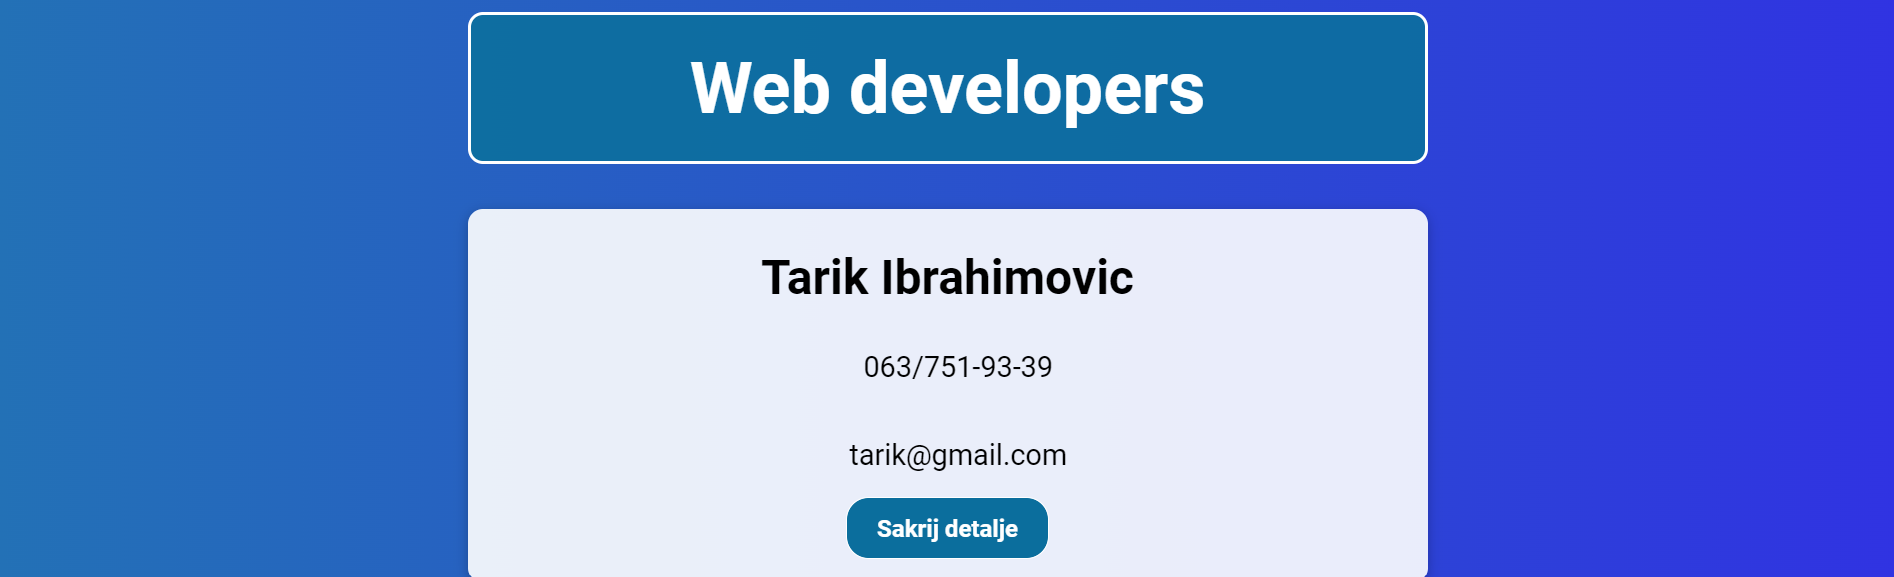 Web developers
Tarik Ibrahimovic
063/751-93-39
tarik@gmail.com
Sakrij detalje